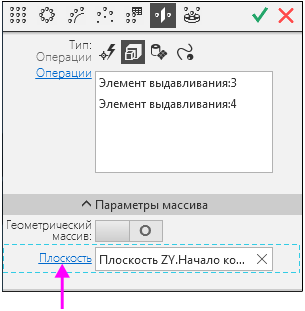 Тип:
Операции
Операции
Элемент выдавливания:3
Элемент выдавливания:4
Параметры массива
Геометрический
массив:
Плоскость
Плоскость ZY.Начало ко...